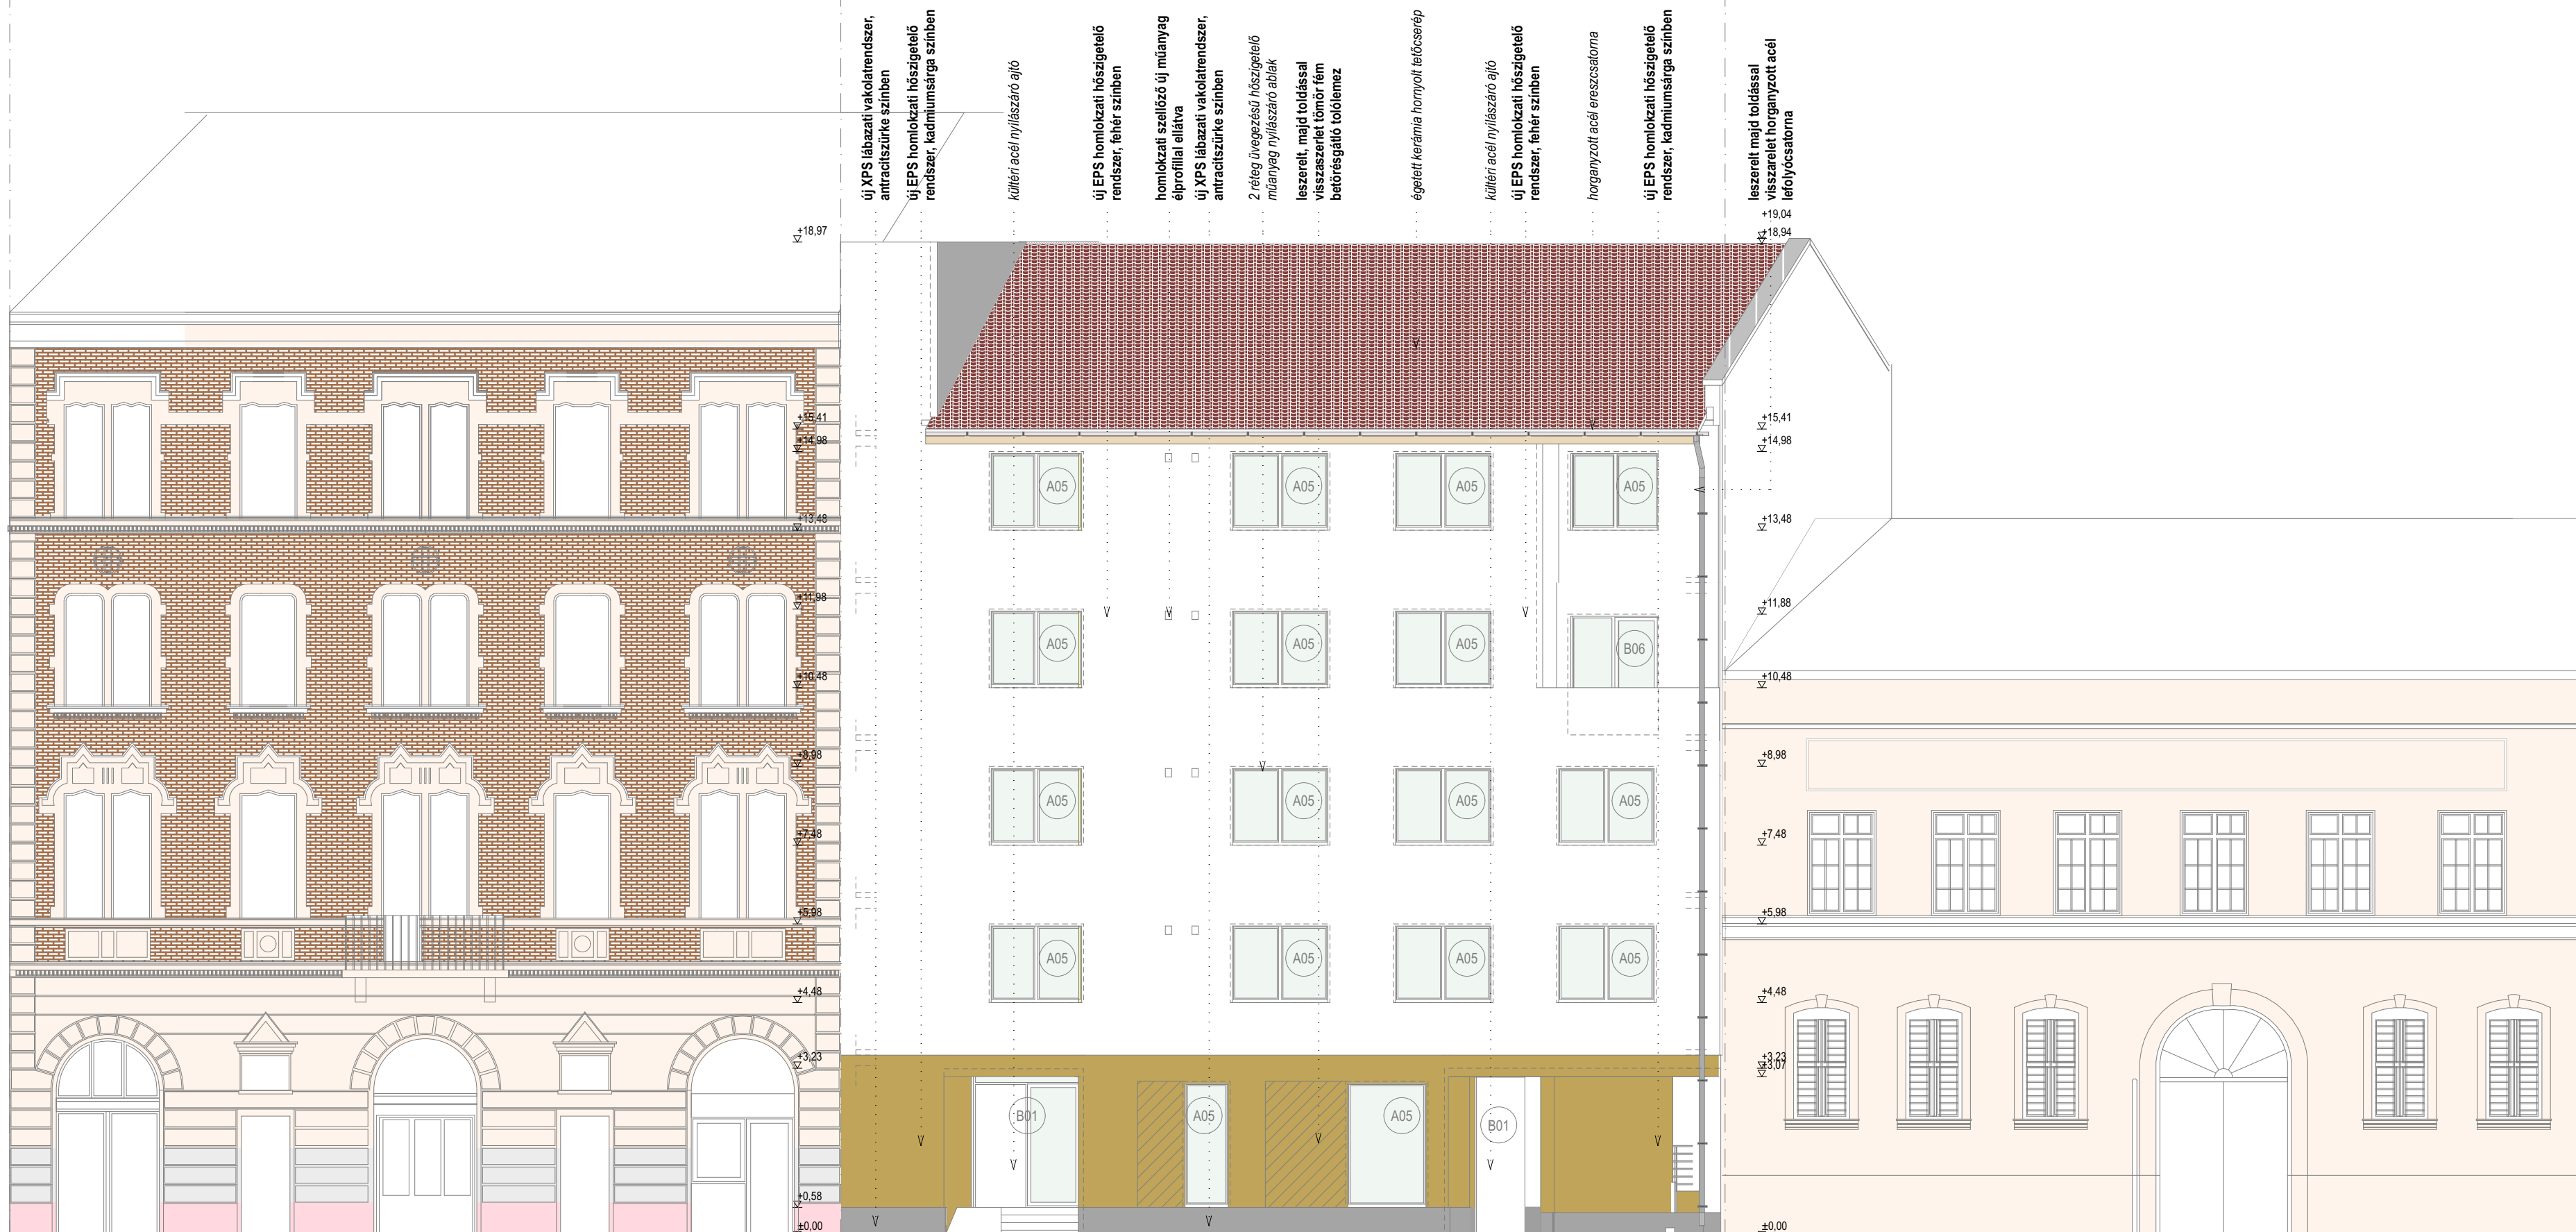 új XPS lábazati vakolatrendszer,
antracitszürke színben
új EPS homlokzati hőszigetelő
rendszer, kadmiumsárga színben
kültéri acél nyílászáró ajtó
új EPS homlokzati hőszigetelő
rendszer, fehér színben
homlokzati szellőző új műanyag
élprofillal ellátva
új XPS lábazati vakolatrendszer,
antracitszürke színben
2 réteg üvegezésű hőszigetelő
műanyag nyílászáró ablak
leszerelt, majd toldással
visszaszerlet tömör fém
betörésgátló tolólemez
égetett kerámia hornyolt tetőcserép
kültéri acél nyílászáró ajtó
új EPS homlokzati hőszigetelő
rendszer, fehér színben
horganyzott acél ereszcsatorna
új EPS homlokzati hőszigetelő
rendszer, kadmiumsárga színben
leszerelt majd toldással
visszarelet horganyzott acél
lefolyócsatorna
+18,97
+15,41
+14,98
+13,48
+11,98
+10,48
+8,98
+7,48
+5,98
+4,48
+3,23
+0,58
±0,00
A05
A05
A05
A05
A05
A05
A05
B06
A05
A05
A05
A05
A05
A05
A05
A05
B01
A05
A05
B01
+19,04
+18,94
+15,41
+14,98
+13,48
+11,88
+10,48
+8,98
+7,48
+5,98
+4,48
+3,23
+3,07
±0,00